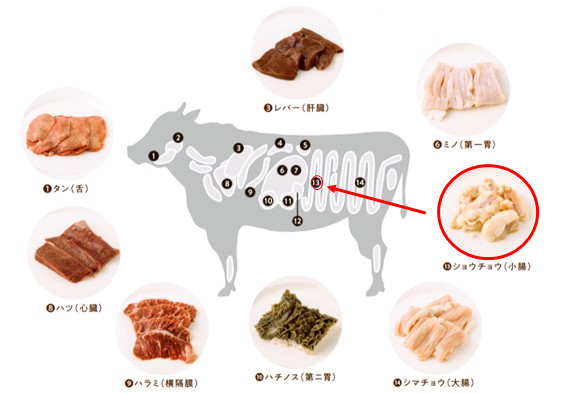 ❸レバー(肝臓)
❻ミノ(第一胃)
❶タン(舌)
1
2
3
4
5
6
7
8
9
10
11
12
13
14
⓭ショウチョウ(小腸)
❽ハツ(心臓)
❾ハラミ(横隔膜)
❿ハチノス(第二胃)
⓮シマチョウ(大腸)